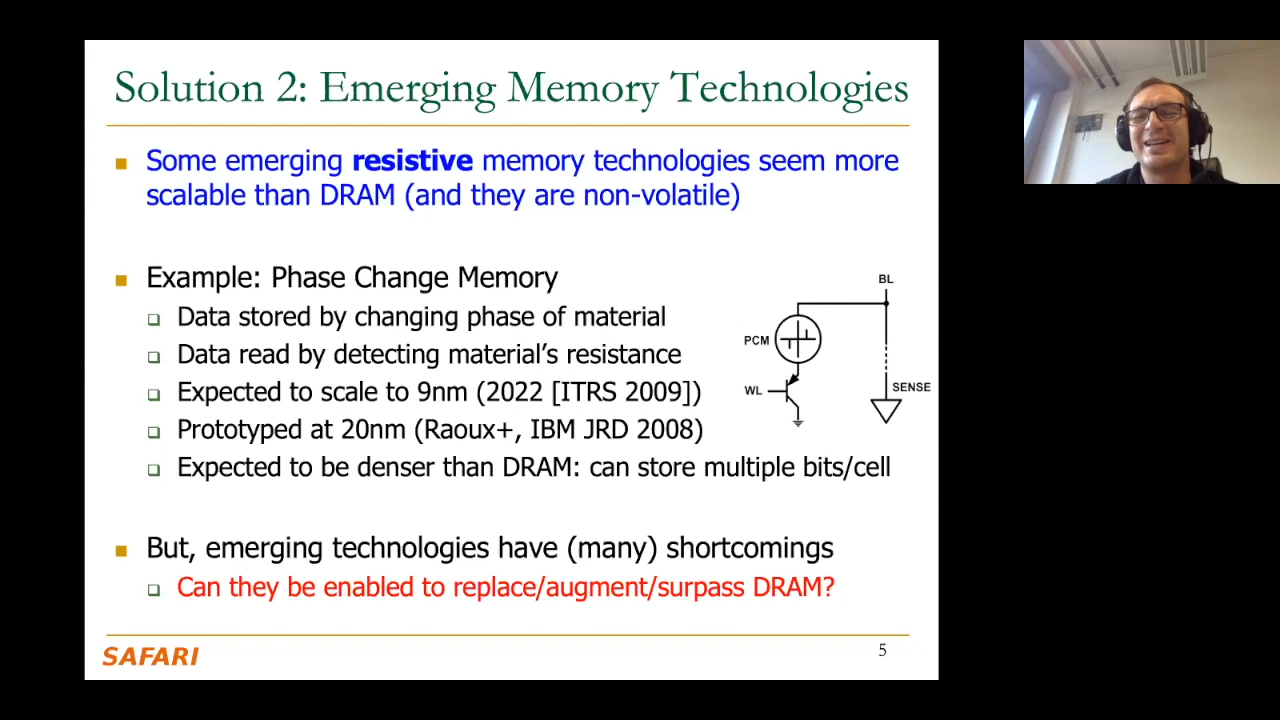 Solution 2: Emerging Memory Technologies
Some emerging resistive memory technologies seem more
scalable than DRAM (and they are non-volatile)
Example: Phase Change Memory
Data stored by changing phase of material
Data read by detecting material’s resistance
Expected to scale to 9nm (2022 [ITRS 2009])
Prototyped at 20nm (Raoux+, IBM JRD 2008)
Expected to be denser than DRAM: can store multiple bits/cell
BL
PCM
WL
SENSE
But, emerging technologies have (many) shortcomings
Can they be enabled to replace/augment/surpass DRAM?
SAFARI
5